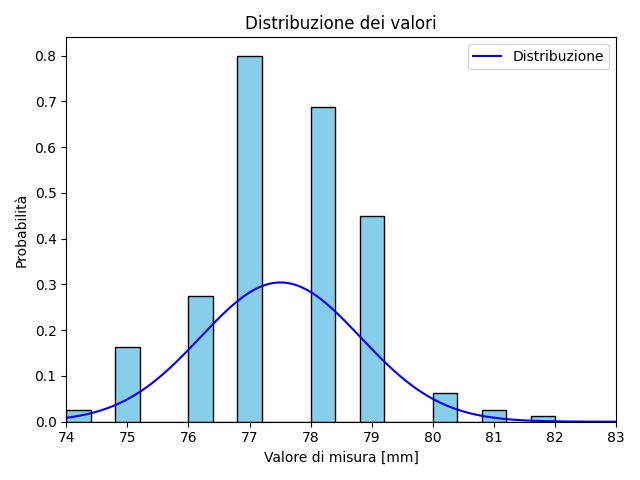 Distribuzione dei valori
Distribuzione
0.8
0.7
0.6
0.5
0.4
0.3
0.2
0.1
0.0
Probabilità
74 75 76 77 78 79 80 81 82 83
Valore di misura [mm]